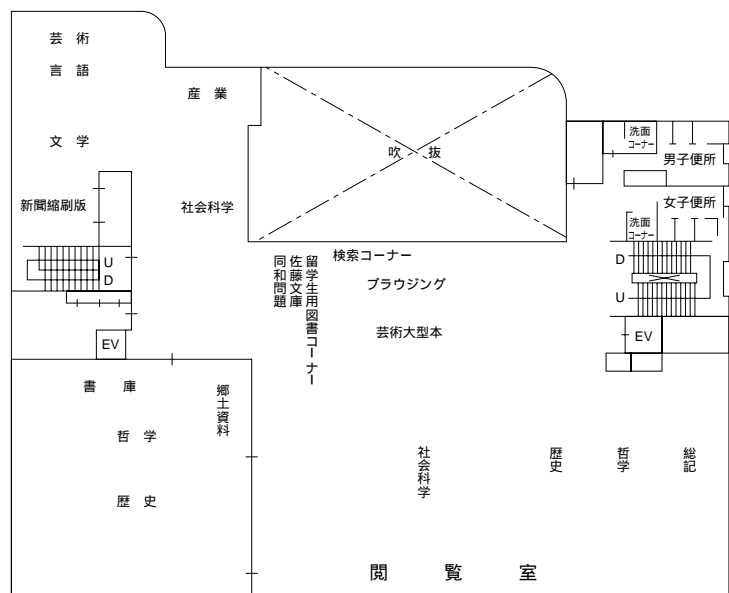 芸術
言語
産業
文学
吹抜
洗面
コーナー
男子便所
新聞縮刷版
社会科学
女子便所
洗面
コーナー
検索コーナー
ブラウジング
留学生用図書コーナー
佐藤文庫
同和問題
U
D
D
U
芸術大型本
EV
EV
書庫
郷土資料
哲学
歴史
社会科学
歴史
哲学
総記
閲覧室